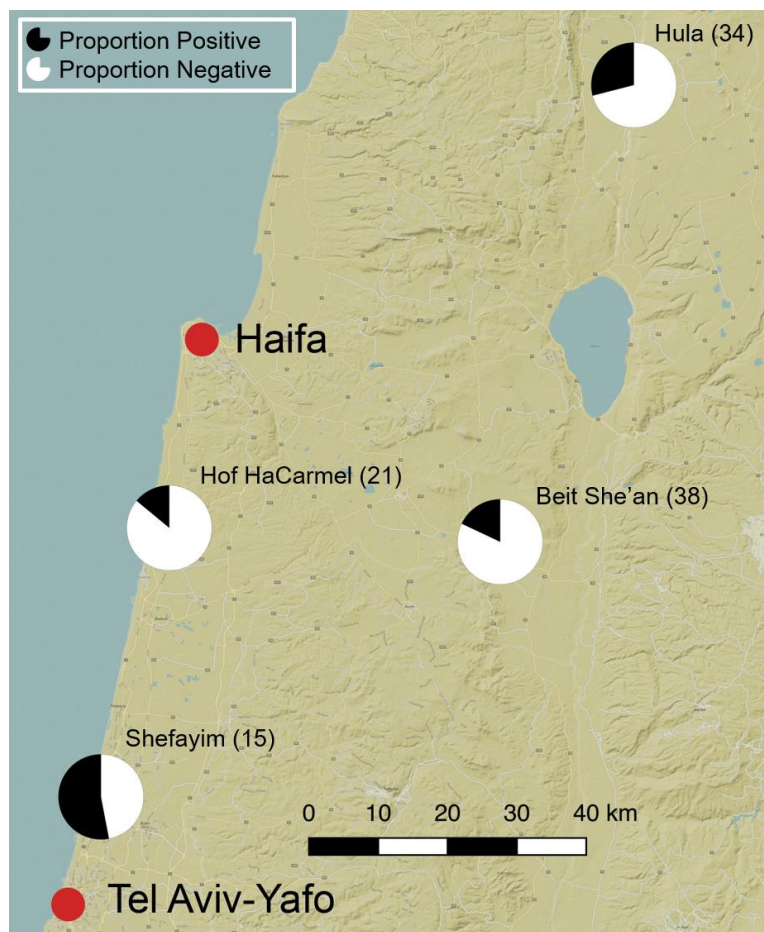 Proportion Positive
Proportion Negative
Hula (34)
Haifa
Hof HaCarmel (21)
Beit She’an (38)
Shefayim (15)
0 10 20 30 40 km
Tel Aviv-Yafo